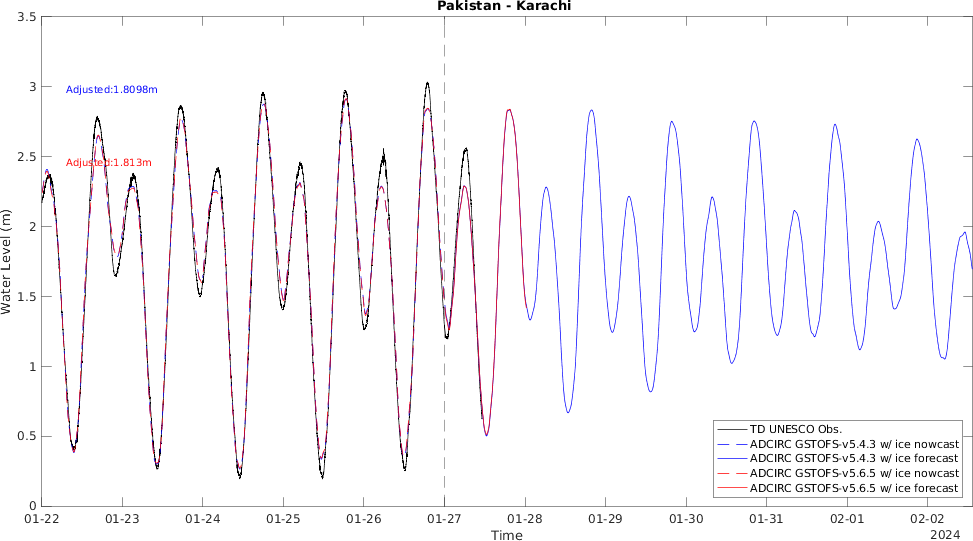 Pakistan - Karachi
Water Level (m)
3.5
3
2.5
2
1.5
1
0.5
0
Adjusted:1.8098m
Adjusted:1.813m
TD UNESCO Obs.
ADCIRC GSTOFS-v5.4.3 w/ ice nowcast
ADCIRC GSTOFS-v5.4.3 w/ ice forecast
ADCIRC GSTOFS-v5.6.5 w/ ice nowcast
ADCIRC GSTOFS-v5.6.5 w/ ice forecast
01-22 01-23 01-24 01-25 01-26 01-27 01-28 01-29 01-30 01-31 02-01 02-02
Time
2024